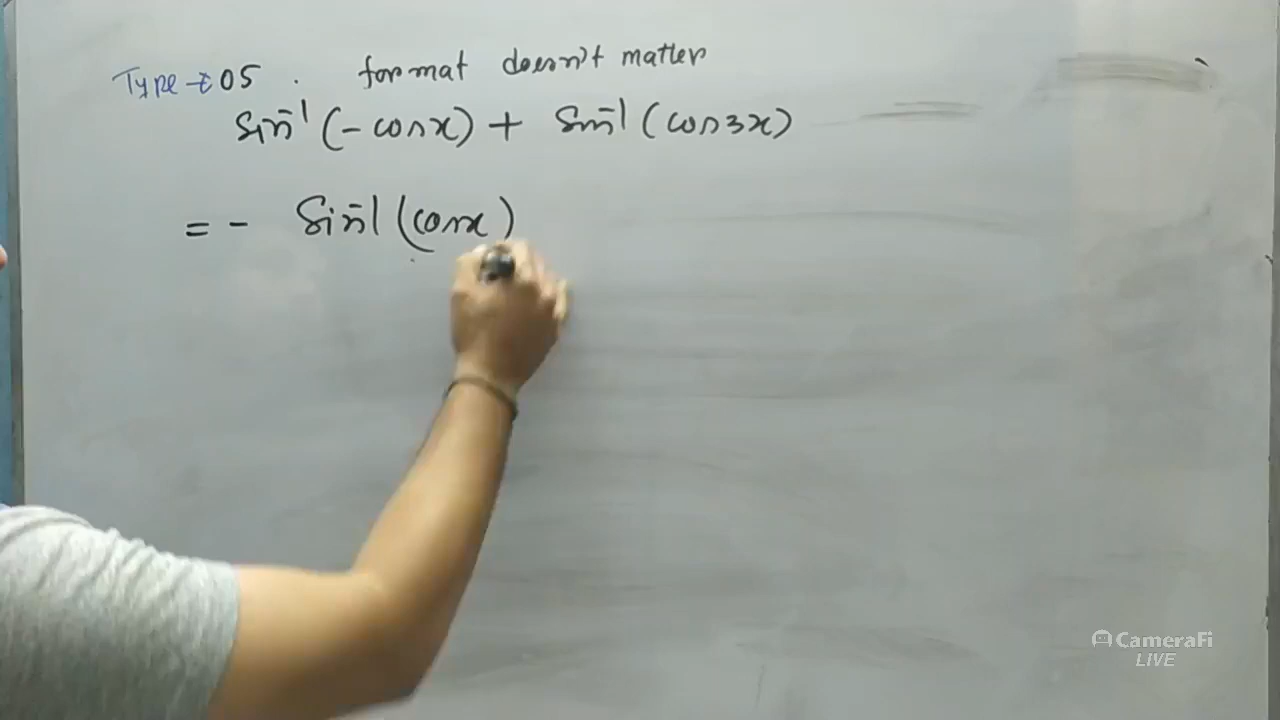 Type - 05 . format doesn't matter
sin⁻¹ (- cosx) + sin⁻¹ (cos3x)
= - sin⁻¹ (cosx)
CameraFi
LIVE